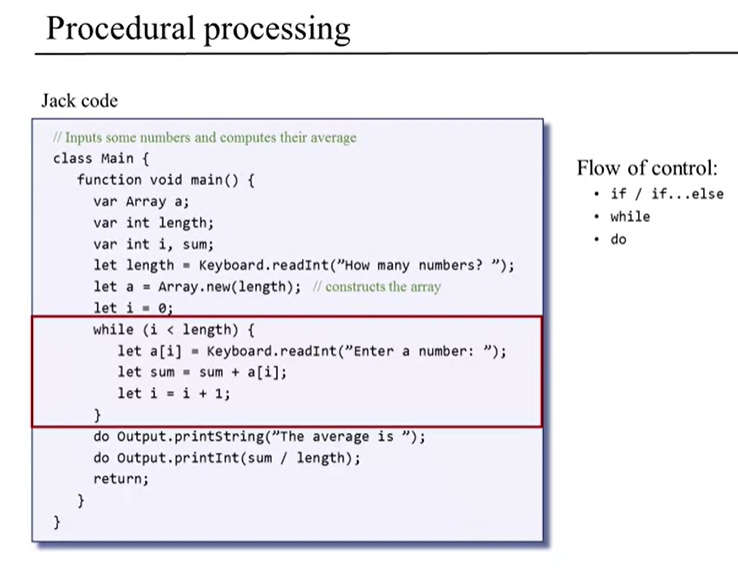 Procedural processing
Jack code
// Inputs some numbers and computes their average
class Main {
function void main() {
var Array a;
var int length;
var int i, sum;
let length = Keyboard.readInt(”How many numbers? ”);
let a = Array.new(length); // constructs the array
let i = 0;
while (i < length) {
let a[i] = Keyboard.readInt(”Enter a number: ”);
let sum = sum + a[i];
let i = i + 1;
}
do Output.printString(”The average is ”);
do Output.printInt(sum / length);
return;
}
}
Flow of control:
• if / if...else
• while
• do